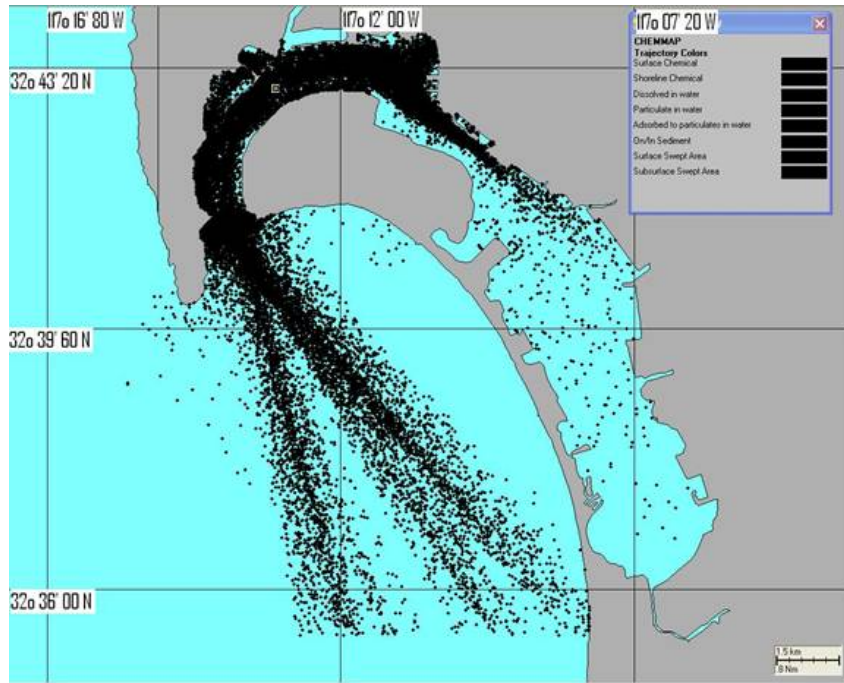 117o 16' 80 W
117o 12' 00 W
117o 07' 20 W
CHEMMAP
Trajectory Colors
Surface Chemical
Shoreline Chemical
Dissolved in water
Particulate in water
Adsorbed to particulates in water
On/In Sediment
Surface Swept Area
Subsurface Swept Area
32o 43' 20 N
32o 39' 60 N
32o 36' 00 N
1.5 km
.8 Nm